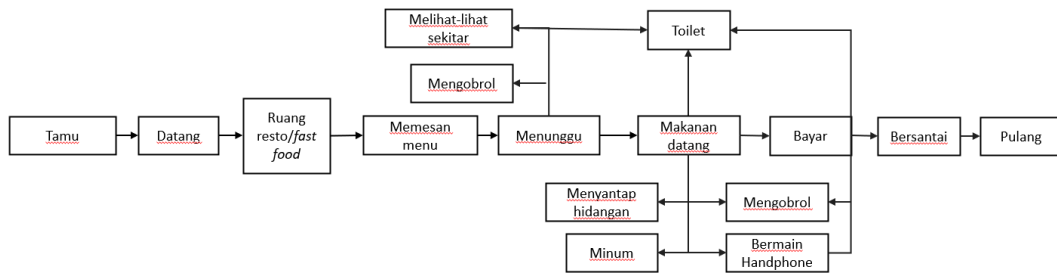 Melihat-lihat
sekitar
Toilet
Mengobrol
Tamu
Datang
Ruang
resto/fast
food
Memesan
menu
Menunggu
Makanan
datang
Bayar
Bersantai
Pulang
Menyantap
hidangan
Mengobrol
Minum
Bermain
Handphone